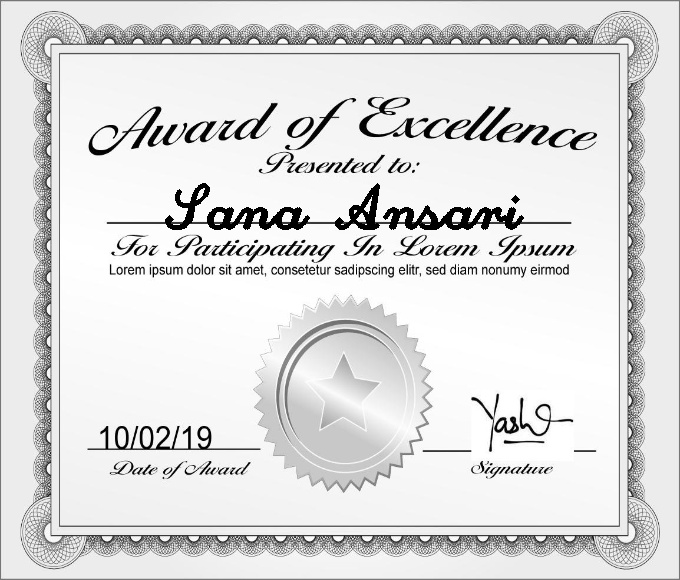 Award of Excellence
Presented to:
Sana Ansari
For Participating In Lorem Ipsum
Lorem ipsum dolor sit amet, consetetur sadipscing elitr, sed diam nonumy eirmod
10/02/19
Date of Award
Yash
Signature